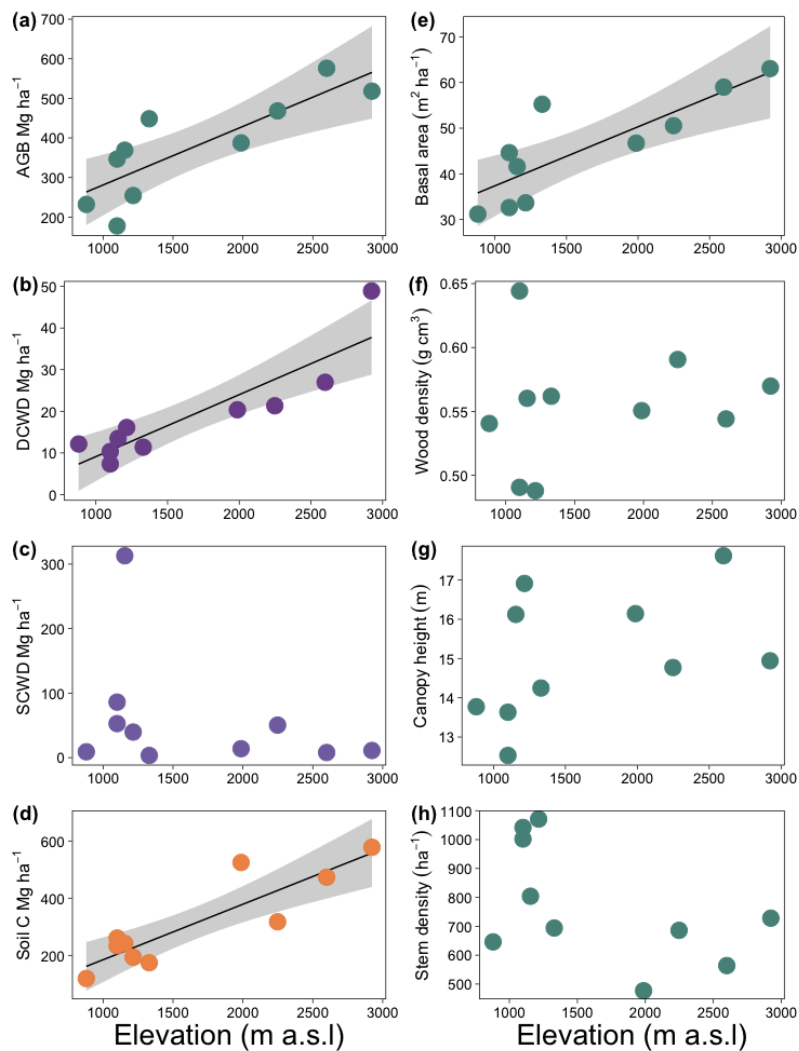 (a)
AGB Mg ha⁻¹
700
600
500
400
300
200
1000 1500 2000 2500 3000
(b)
DCWD Mg ha⁻¹
50
40
30
20
10
0
1000 1500 2000 2500 3000
(c)
SCWD Mg ha⁻¹
300
200
100
0
1000 1500 2000 2500 3000
(d)
Soil C Mg ha⁻¹
600
400
200
1000 1500 2000 2500 3000
Elevation (m a.s.l)
(e)
Basal area (m² ha⁻¹)
70
60
50
40
30
1000 1500 2000 2500 3000
(f)
Wood density (g cm³)
0.65
0.60
0.55
0.50
1000 1500 2000 2500 3000
(g)
Canopy height (m)
17
16
15
14
13
1000 1500 2000 2500 3000
(h)
Stem density (ha⁻¹)
1100
1000
900
800
700
600
500
1000 1500 2000 2500 3000
Elevation (m a.s.l)